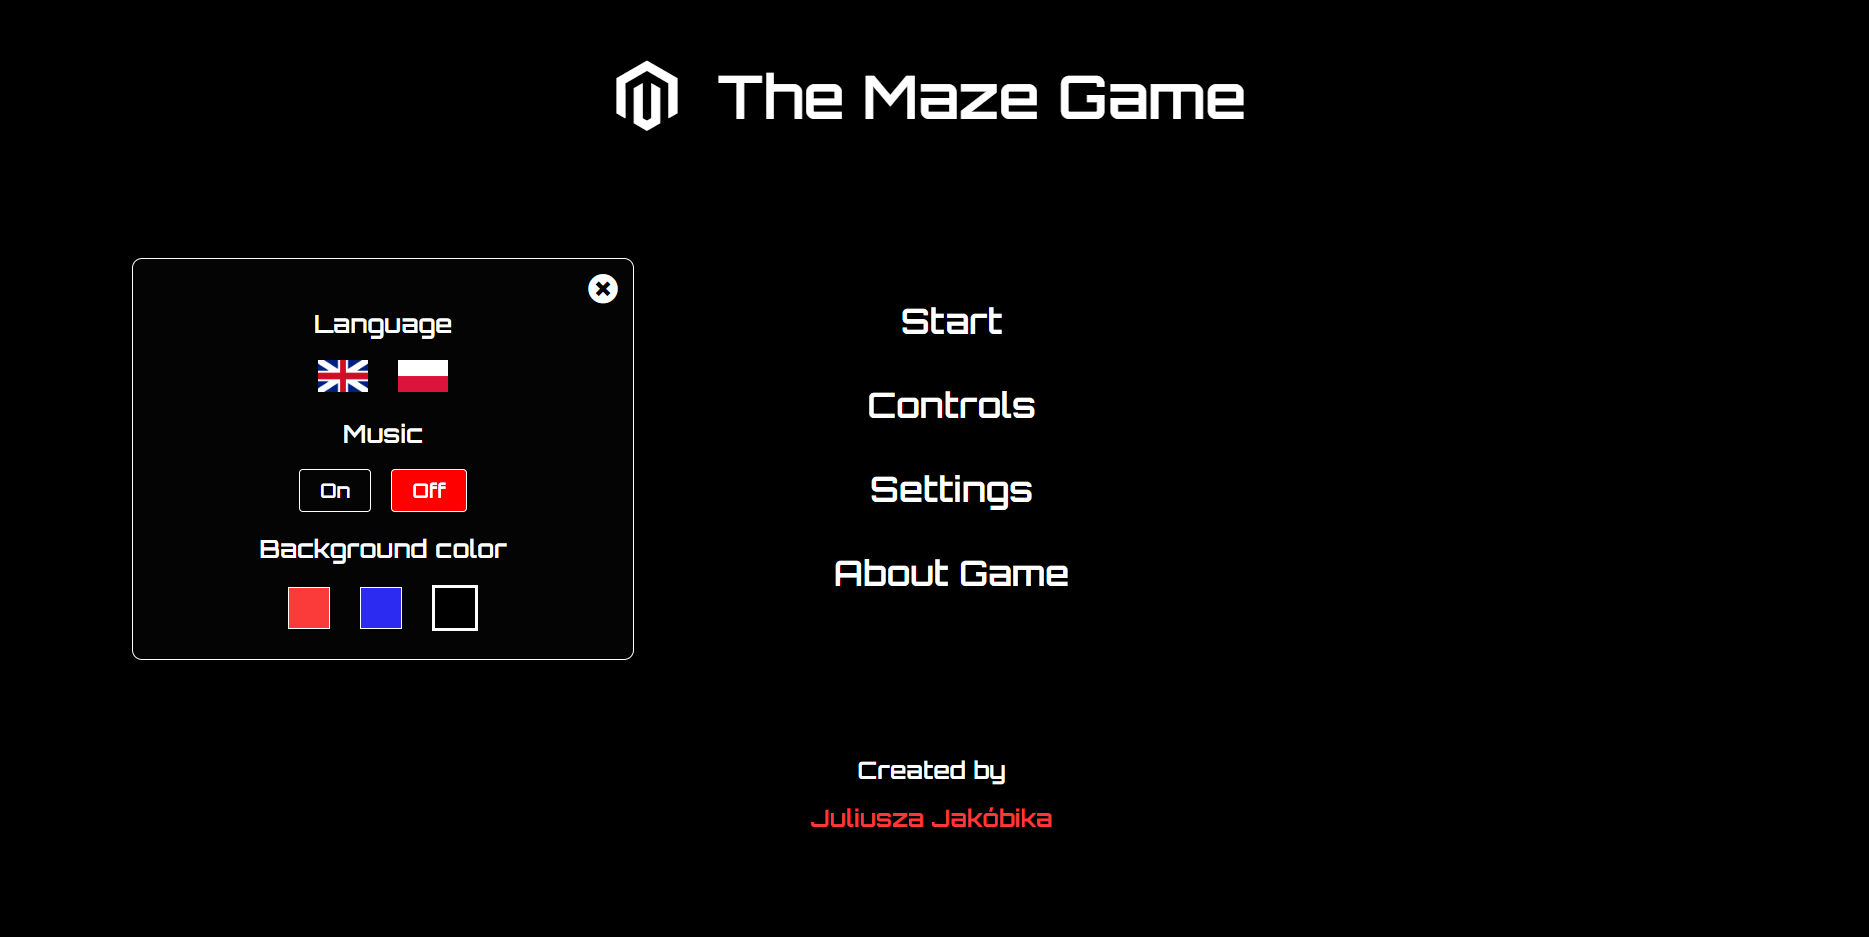 The Maze Game
Language
Music
On Off
Background color
Start
Controls
Settings
About Game
Created by
Juliusza Jakóbika